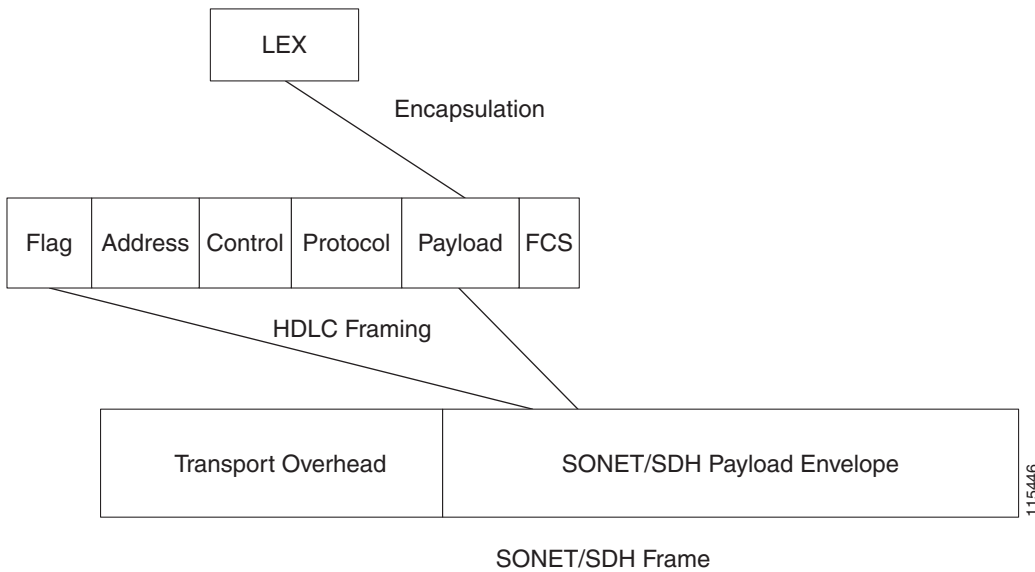 LEX
Encapsulation
Flag Address Control Protocol Payload FCS
HDLC Framing
Transport Overhead SONET/SDH Payload Envelope
115446
SONET/SDH Frame